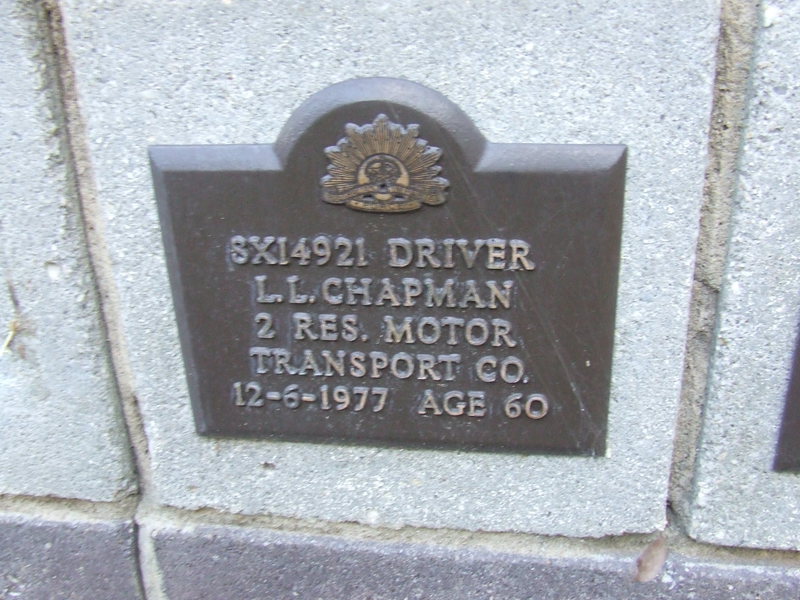 SX14921 DRIVER
L.L. CHAPMAN
2 RES. MOTOR
TRANSPORT CO.
12-6-1977 AGE 60